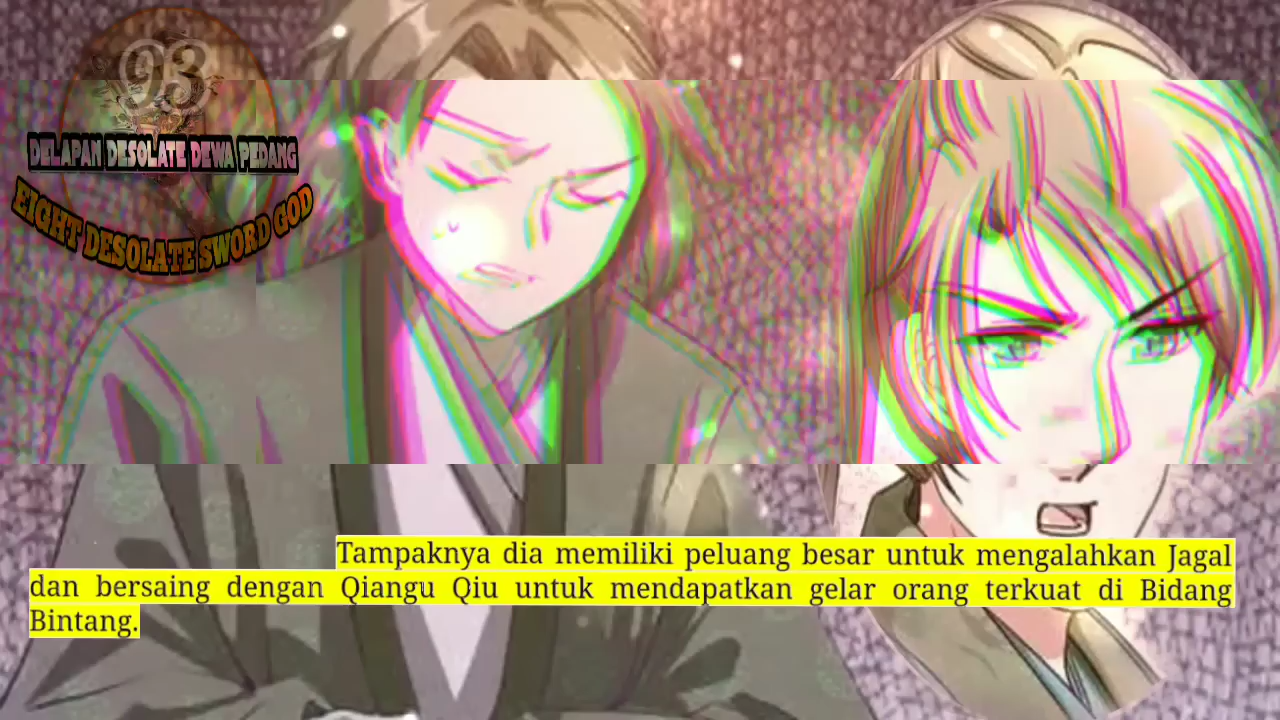 93
DELAPAN DESOLATE DEWA PEDANG
EIGHT DESOLATE SWORD GOD
Tampaknya dia memiliki peluang besar untuk mengalahkan Jagal
dan bersaing dengan Qiangu Qiu untuk mendapatkan gelar orang terkuat di Bidang
Bintang.